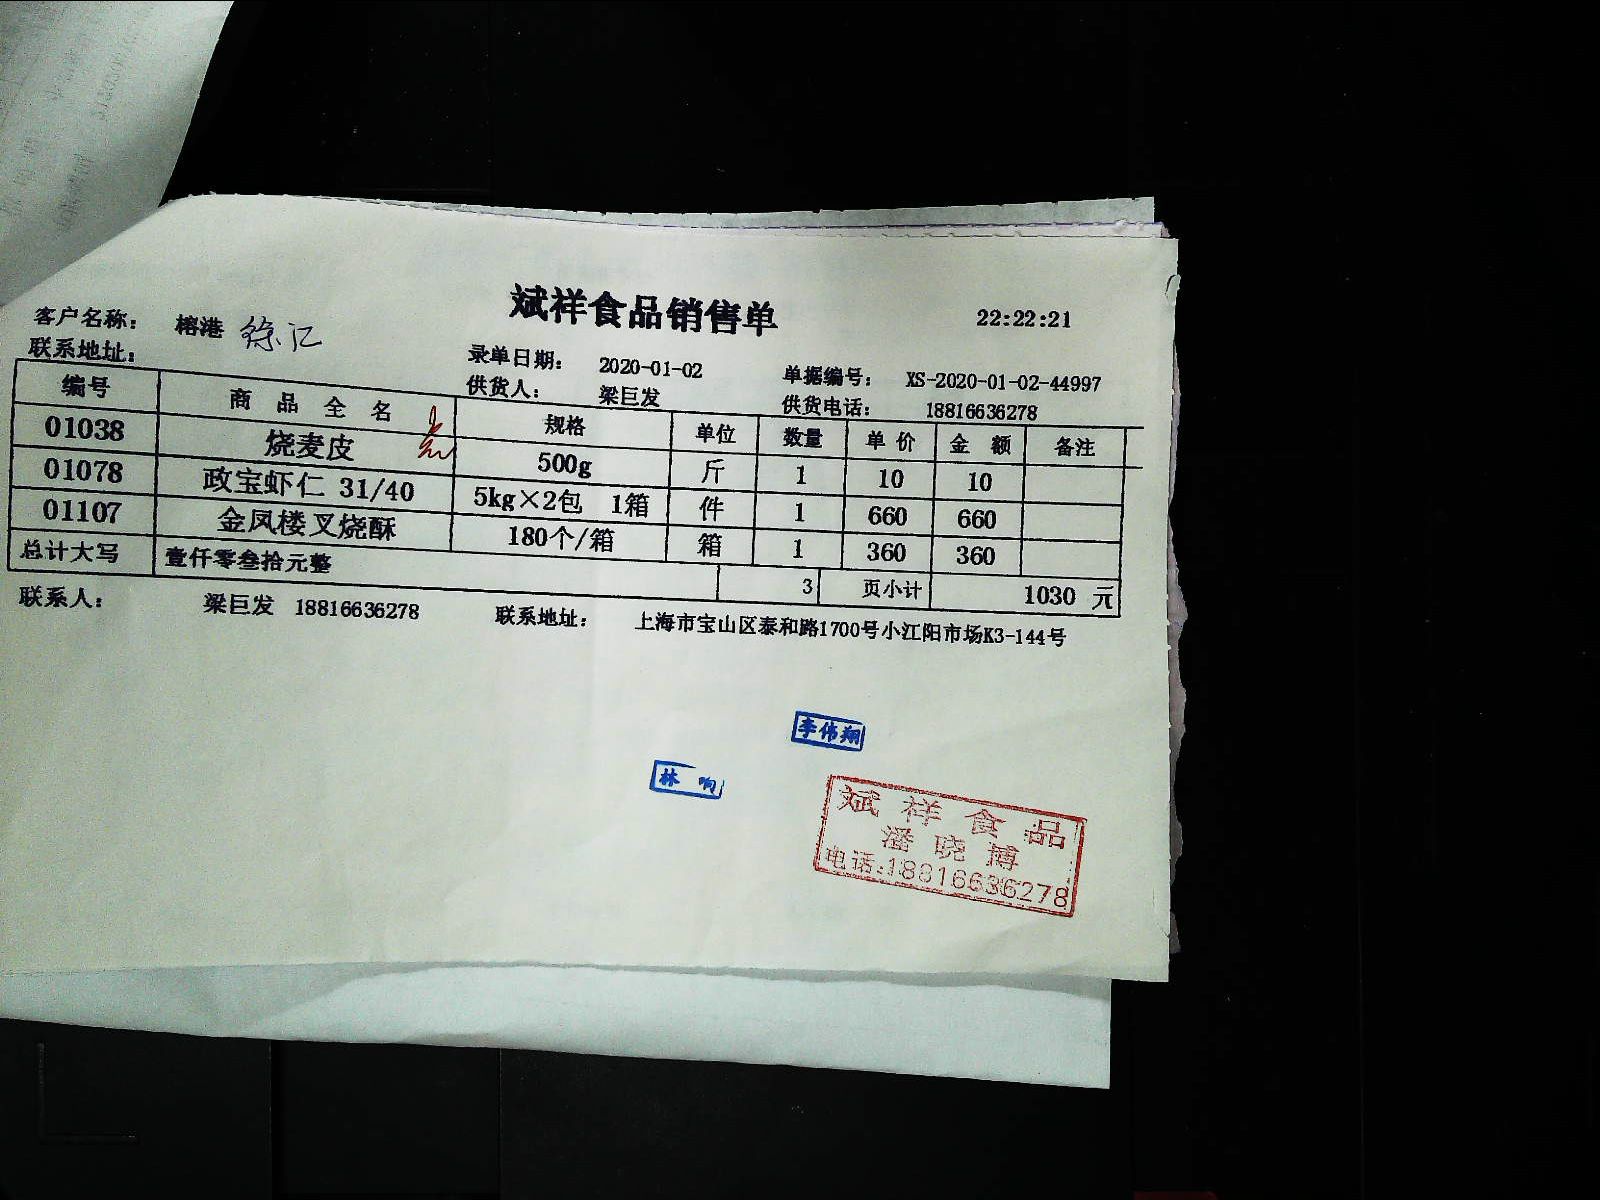 斌祥食品销售单
22:22:21
客户名称： 榕港 徐汇
录单日期： 2020-01-02 单据编号： XS-2020-01-02-44997
联系地址：
供货人： 梁巨发 供货电话： 18816636278
编号 商品全名 规格 单位 数量 单价 金额 备注
01038 烧麦皮 500g 斤 1 10 10
01078 政宝虾仁 31/40 5kg×2包 1箱 件 1 660 660
01107 金凤楼叉烧酥 180个/箱 箱 1 360 360
总计大写 壹仟零叁拾元整 3 页小计 1030 元
联系人： 梁巨发 18816636278 联系地址： 上海市宝山区泰和路1700号小江阳市场K3-144号
李伟翔
林响
斌祥食品
潘晓博
电话:18816636278